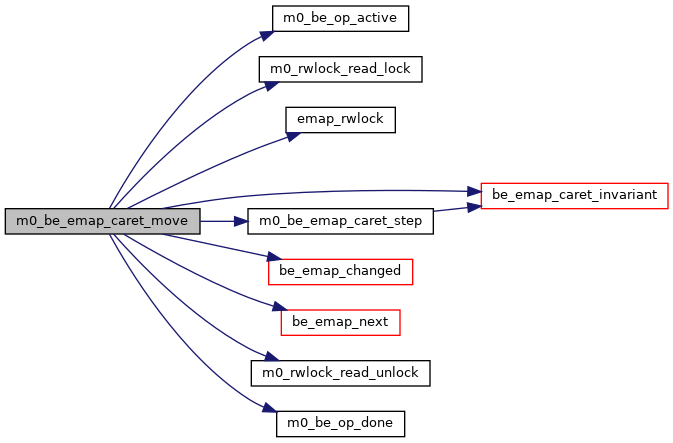 m0_be_op_active
m0_rwlock_read_lock
emap_rwlock
be_emap_caret_invariant
m0_be_emap_caret_move
m0_be_emap_caret_step
be_emap_changed
be_emap_next
m0_rwlock_read_unlock
m0_be_op_done